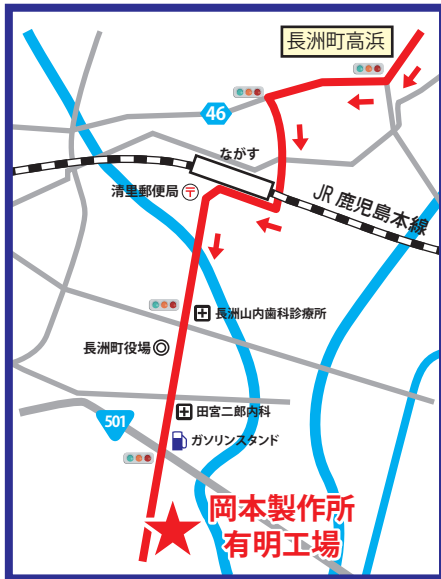 長洲町高浜
46
ながす
清里郵便局
JR 鹿児島本線
長洲山内歯科診療所
長洲町役場
田宮二郎内科
501
ガソリンスタンド
岡本製作所
有明工場